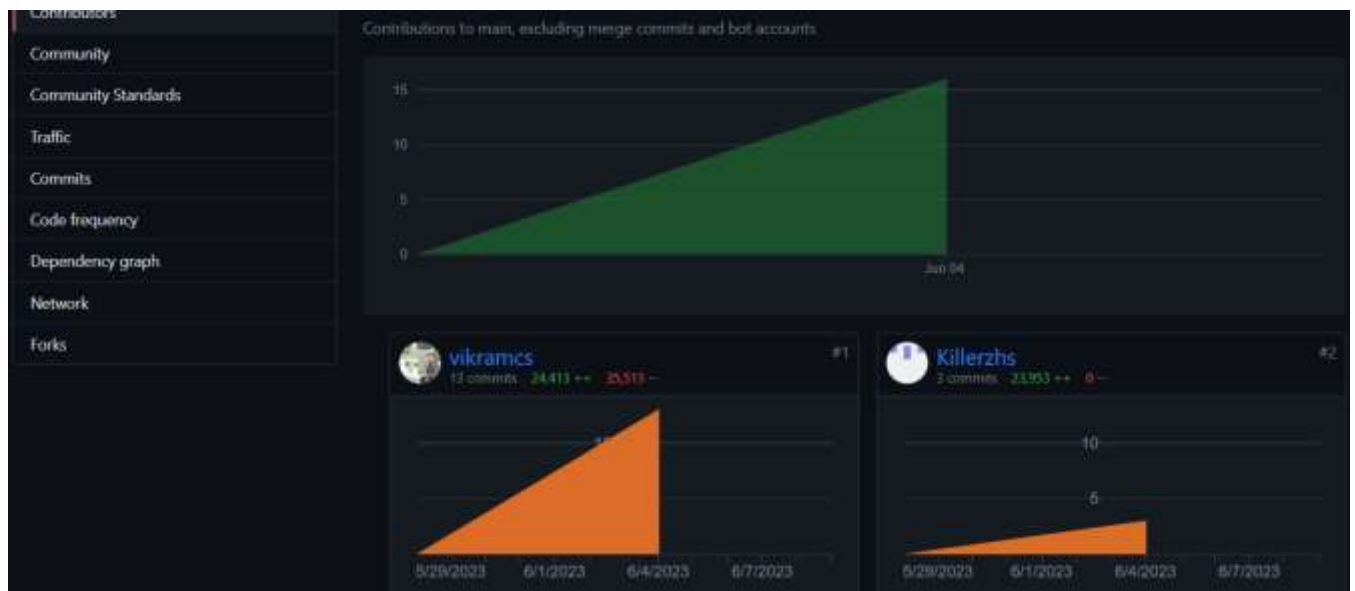 Contributors
Community
Community Standards
Traffic
Commits
Code frequency
Dependency graph
Network
Forks
Contributions to main, excluding merge commits and bot accounts
15
10
5
0
Jun 04
vikramcs
#1
13 commits 24,413 ++ 35,513 --
5/29/2023 6/1/2023 6/4/2023 6/7/2023
Killerzhs
#2
3 commits 23,953 ++ 0 --
10
5
5/29/2023 6/1/2023 6/4/2023 6/7/2023